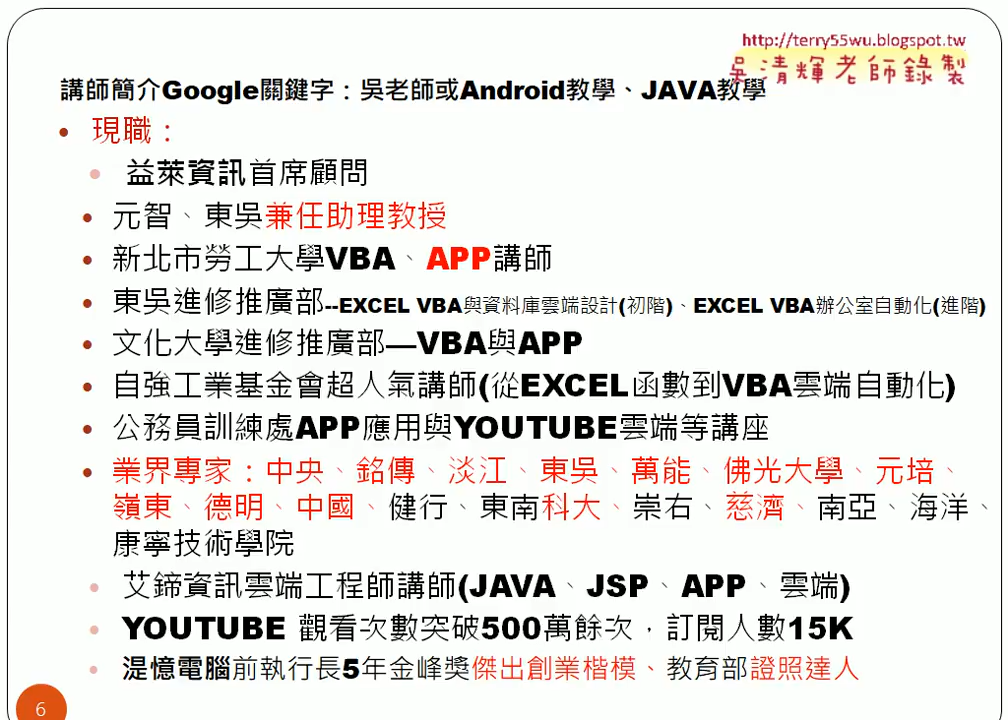 http://terry55wu.blogspot.tw
吳清輝老師錄製
講師簡介Google關鍵字：吳老師或Android教學、JAVA教學
現職：
益萊資訊首席顧問
元智、東吳兼任助理教授
新北市勞工大學VBA、APP講師
東吳進修推廣部--EXCEL VBA與資料庫雲端設計(初階)、EXCEL VBA辦公室自動化(進階)
文化大學進修推廣部—VBA與APP
自強工業基金會超人氣講師(從EXCEL函數到VBA雲端自動化)
公務員訓練處APP應用與YOUTUBE雲端等講座
業界專家：中央、銘傳、淡江、東吳、萬能、佛光大學、元培、
嶺東、德明、中國、健行、東南科大、崇右、慈濟、南亞、海洋、
康寧技術學院
艾鍗資訊雲端工程師講師(JAVA、JSP、APP、雲端)
YOUTUBE 觀看次數突破500萬餘次，訂閱人數15K
湜憶電腦前執行長5年金峰獎傑出創業楷模、教育部證照達人
6